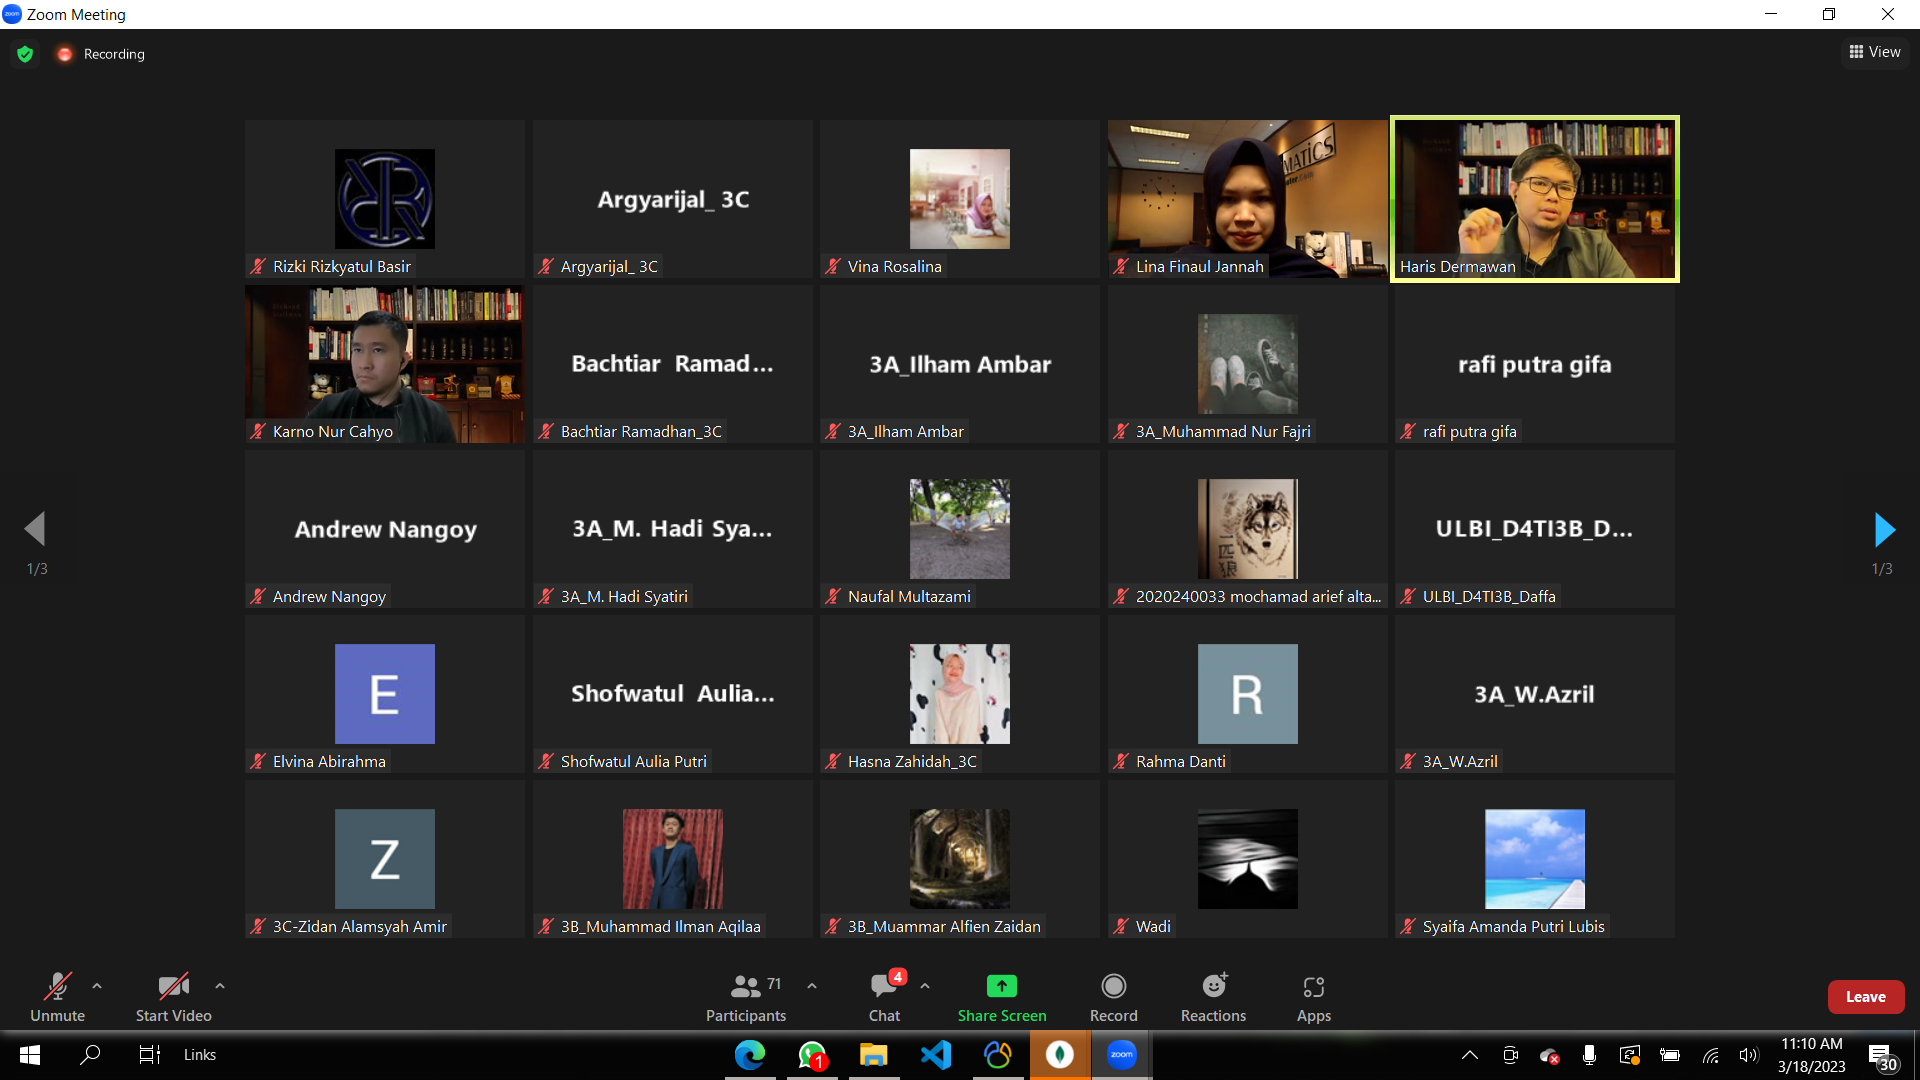 Zoom Meeting
Recording
View
Argyarijal_ 3C
MATICS
Rizki Rizkyatul Basir
Argyarijal_ 3C
Vina Rosalina
Lina Finaul Jannah
Haris Dermawan
Bachtiar Ramad...
3A_Ilham Ambar
rafi putra gifa
Karno Nur Cahyo
Bachtiar Ramadhan_3C
3A_Ilham Ambar
3A_Muhammad Nur Fajri
rafi putra gifa
Andrew Nangoy
3A_M. Hadi Sya...
一匹狼
ULBI_D4TI3B_D...
1/3
1/3
Andrew Nangoy
3A_M. Hadi Syatiri
Naufal Multazami
2020240033 mochamad arief alta...
ULBI_D4TI3B_Daffa
E
Shofwatul Aulia...
R
3A_W.Azril
Elvina Abirahma
Shofwatul Aulia Putri
Hasna Zahidah_3C
Rahma Danti
3A_W.Azril
Z
3C-Zidan Alamsyah Amir
3B_Muhammad Ilman Aqilaa
3B_Muammar Alfien Zaidan
Wadi
Syaifa Amanda Putri Lubis
71
4
Unmute
Start Video
Participants
Chat
Share Screen
Record
Reactions
Apps
Leave
Links
1
zoom
11:10 AM
3/18/2023
30